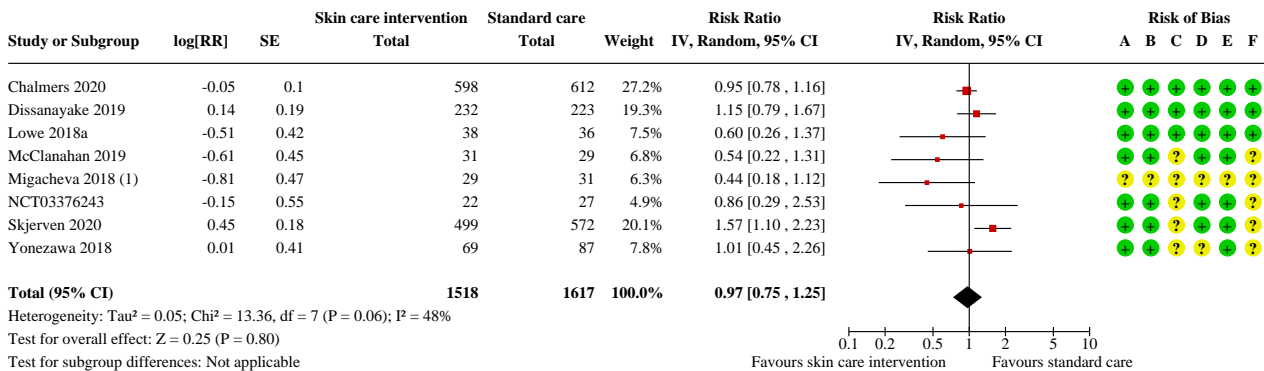 Skin care intervention Standard care Risk Ratio Risk Ratio Risk of Bias
Study or Subgroup log[RR] SE Total Total Weight IV, Random, 95% CI IV, Random, 95% CI A B C D E F
Chalmers 2020 -0.05 0.1 598 612 27.2% 0.95 [0.78 , 1.16] + + + + + +
Dissanayake 2019 0.14 0.19 232 223 19.3% 1.15 [0.79 , 1.67] + + + + + +
Lowe 2018a -0.51 0.42 38 36 7.5% 0.60 [0.26 , 1.37] + + + + + +
McClanahan 2019 -0.61 0.45 31 29 6.8% 0.54 [0.22 , 1.31] + + ? + + ?
Migacheva 2018 (1) -0.81 0.47 29 31 6.3% 0.44 [0.18 , 1.12] ? ? ? ? ? ?
NCT03376243 -0.15 0.55 22 27 4.9% 0.86 [0.29 , 2.53] + + ? + + ?
Skjerven 2020 0.45 0.18 499 572 20.1% 1.57 [1.10 , 2.23] + + ? + + ?
Yonezawa 2018 0.01 0.41 69 87 7.8% 1.01 [0.45 , 2.26] + + ? ? + ?
Total (95% CI) 1518 1617 100.0% 0.97 [0.75 , 1.25]
Heterogeneity: Tau² = 0.05; Chi² = 13.36, df = 7 (P = 0.06); I² = 48%
Test for overall effect: Z = 0.25 (P = 0.80)
Test for subgroup differences: Not applicable
0.1 0.2 0.5 1 2 5 10
Favours skin care intervention Favours standard care